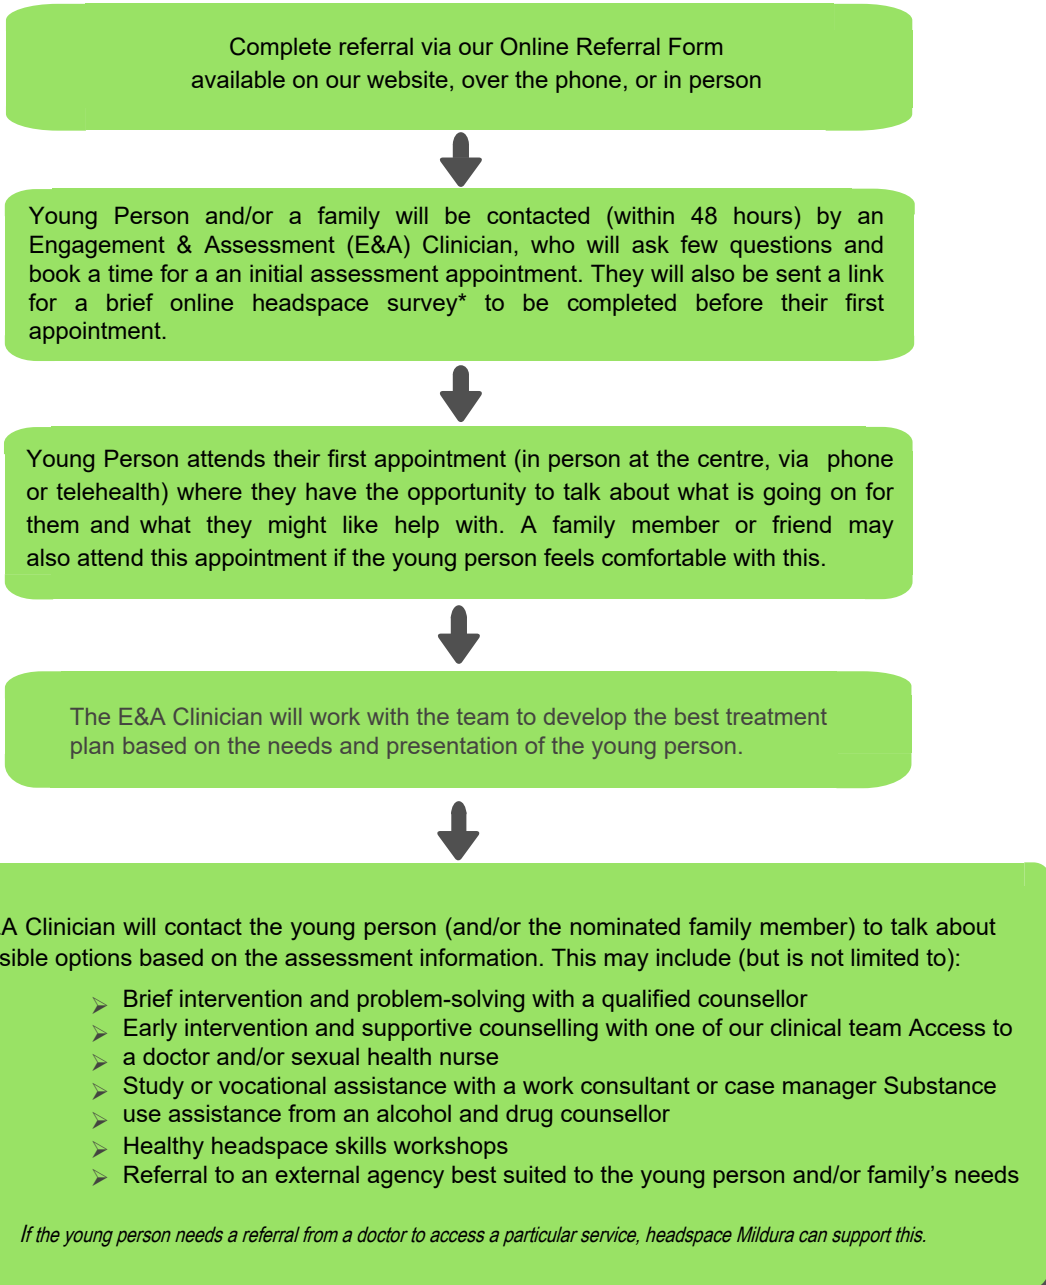 Complete referral via our Online Referral Form
available on our website, over the phone, or in person
Young Person and/or a family will be contacted (within 48 hours) by an
Engagement & Assessment (E&A) Clinician, who will ask few questions and
book a time for a an initial assessment appointment. They will also be sent a link
for a brief online headspace survey* to be completed before their first
appointment.
Young Person attends their first appointment (in person at the centre, via phone
or telehealth) where they have the opportunity to talk about what is going on for
them and what they might like help with. A family member or friend may
also attend this appointment if the young person feels comfortable with this.
The E&A Clinician will work with the team to develop the best treatment
plan based on the needs and presentation of the young person.
A Clinician will contact the young person (and/or the nominated family member) to talk about
sible options based on the assessment information. This may include (but is not limited to):
➢ Brief intervention and problem-solving with a qualified counsellor
➢ Early intervention and supportive counselling with one of our clinical team Access to
➢ a doctor and/or sexual health nurse
➢ Study or vocational assistance with a work consultant or case manager Substance
➢ use assistance from an alcohol and drug counsellor
➢ Healthy headspace skills workshops
➢ Referral to an external agency best suited to the young person and/or family’s needs
If the young person needs a referral from a doctor to access a particular service, headspace Mildura can support this.